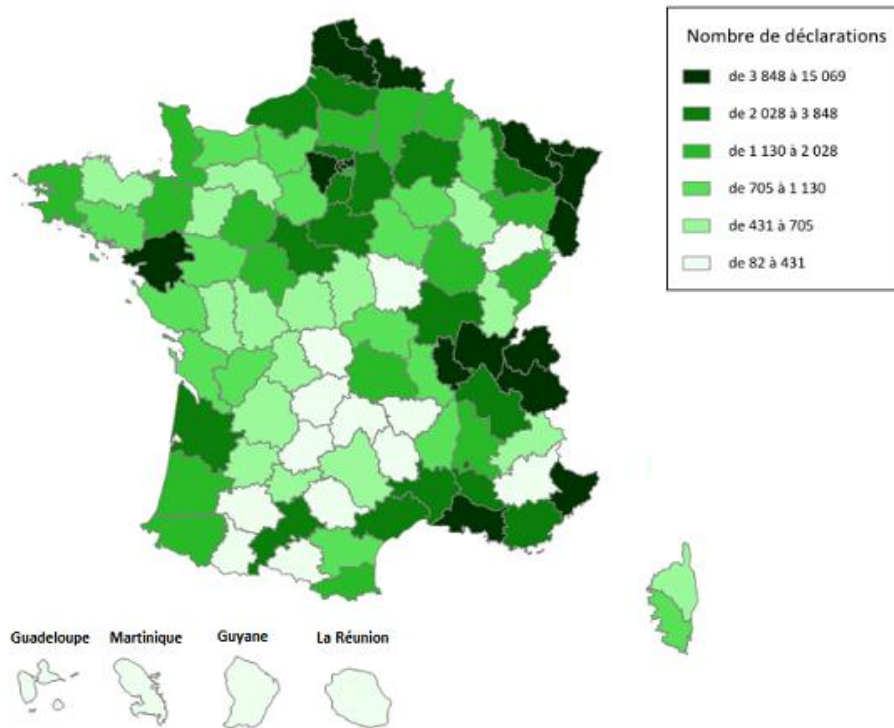 Nombre de déclarations
de 3 848 à 15 069
de 2 028 à 3 848
de 1 130 à 2 028
de 705 à 1 130
de 431 à 705
de 82 à 431
Guadeloupe Martinique Guyane La Réunion